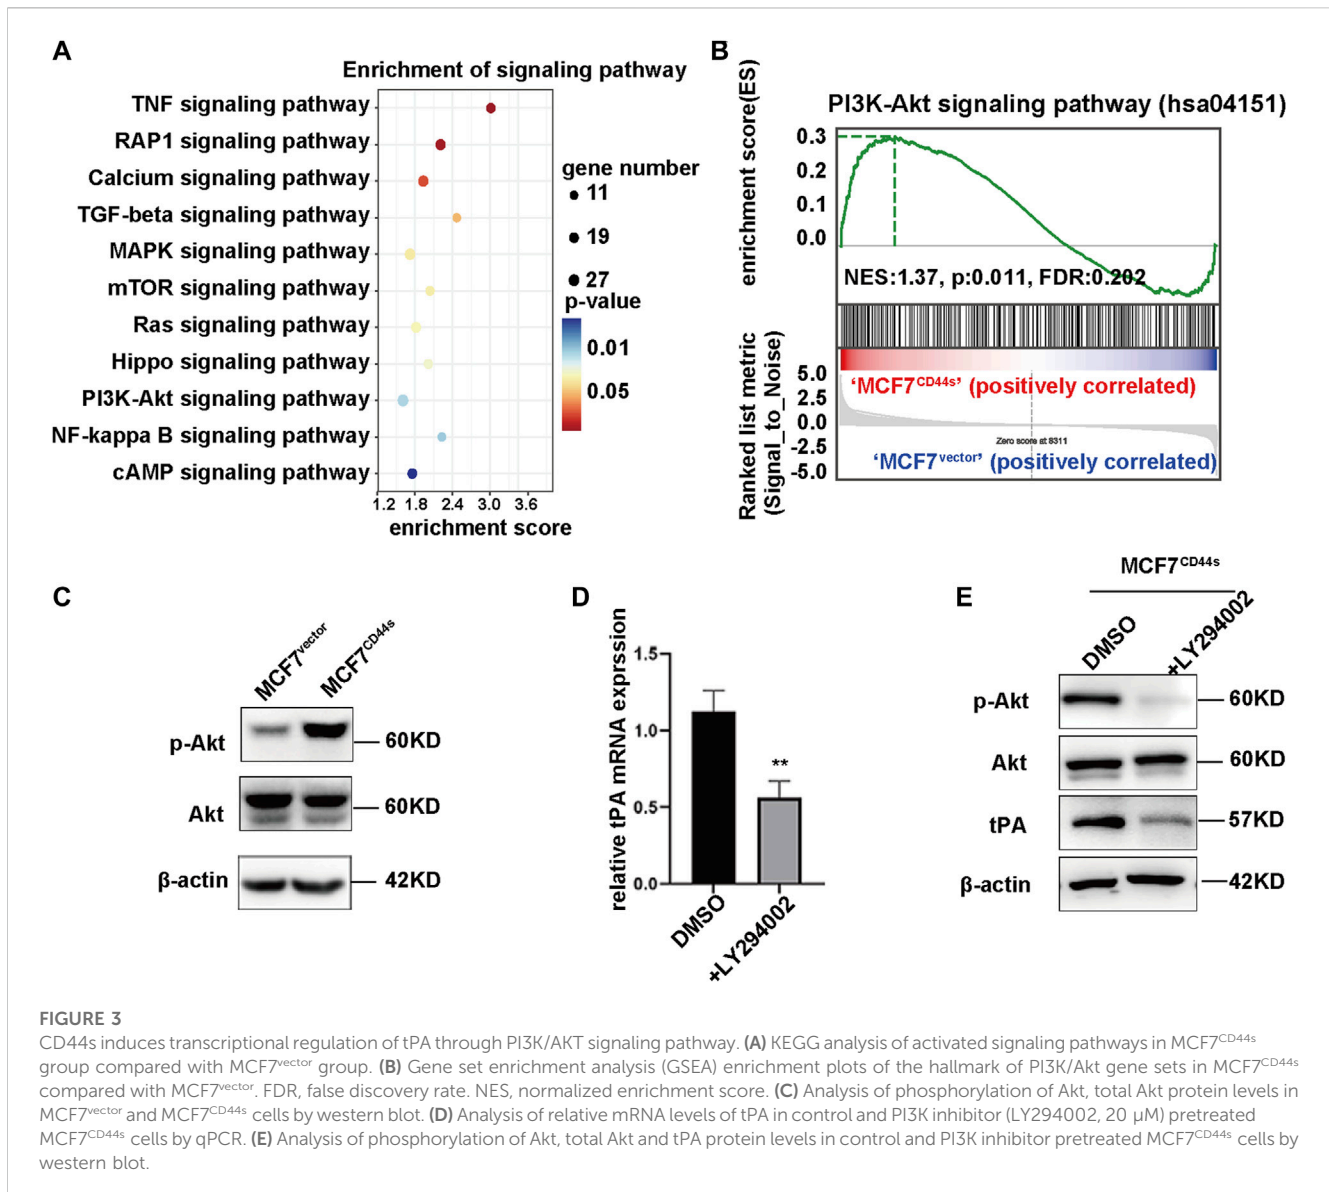 A
Enrichment of signaling pathway
TNF signaling pathway
RAP1 signaling pathway
Calcium signaling pathway
TGF-beta signaling pathway
MAPK signaling pathway
mTOR signaling pathway
Ras signaling pathway
Hippo signaling pathway
PI3K-Akt signaling pathway
NF-kappa B signaling pathway
cAMP signaling pathway
1.2 1.8 2.4 3.0 3.6
enrichment score
gene number
11
19
27
p-value
0.01
0.05
B
PI3K-Akt signaling pathway (hsa04151)
enrichment score(ES)
0.3
0.2
0.1
0.0
NES:1.37, p:0.011, FDR:0.202
Ranked list metric
(Signal_to_Noise)
5.0
2.5
0.0
-2.5
-5.0
‘MCF7CD44s’ (positively correlated)
Zero score at 8311
‘MCF7vector’ (positively correlated)
C
MCF7vector
MCF7CD44s
p-Akt
60KD
Akt
60KD
β-actin
42KD
D
relative tPA mRNA exprssion
1.5
1.0
0.5
0.0
**
DMSO
+LY294002
E
MCF7CD44s
DMSO
+LY294002
p-Akt
60KD
Akt
60KD
tPA
57KD
β-actin
42KD
FIGURE 3
CD44s induces transcriptional regulation of tPA through PI3K/AKT signaling pathway. (A) KEGG analysis of activated signaling pathways in MCF7CD44s
group compared with MCF7vector group. (B) Gene set enrichment analysis (GSEA) enrichment plots of the hallmark of PI3K/Akt gene sets in MCF7CD44s
compared with MCF7vector. FDR, false discovery rate. NES, normalized enrichment score. (C) Analysis of phosphorylation of Akt, total Akt protein levels in
MCF7vector and MCF7CD44s cells by western blot. (D) Analysis of relative mRNA levels of tPA in control and PI3K inhibitor (LY294002, 20 μM) pretreated
MCF7CD44s cells by qPCR. (E) Analysis of phosphorylation of Akt, total Akt and tPA protein levels in control and PI3K inhibitor pretreated MCF7CD44s cells by
western blot.